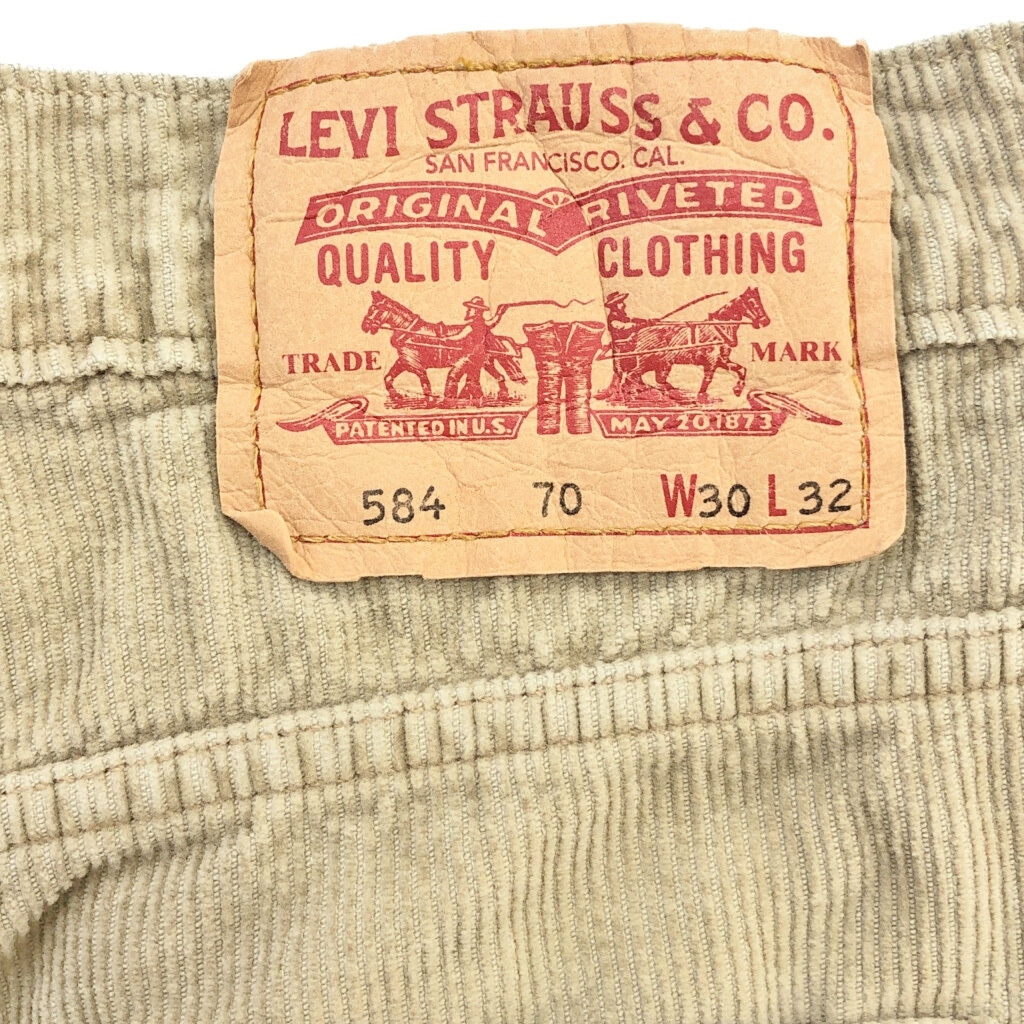 LEVI STRAUSS & CO.
SAN FRANCISCO. CAL.
ORIGINAL RIVETED
QUALITY CLOTHING
TRADE MARK
PATENTED IN U.S. MAY 20 1873
584 70 W30 L32